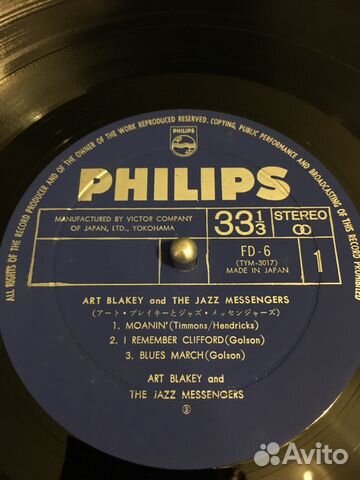 ALL RIGHTS OF THE RECORD PRODUCER AND OF THE OWNER OF THE WORK REPRODUCED RESERVED. COPYING, PUBLIC PERFORMANCE AND BROADCASTING OF THIS RECORD PROHIBITED
PHILIPS
PHILIPS
MANUFACTURED BY VICTOR COMPANY
OF JAPAN, LTD., YOKOHAMA
33 1/3
STEREO
FD-6
(TYM-3017)
MADE IN JAPAN
1
ART BLAKEY and THE JAZZ MESSENGERS
(アート・ブレイキーとジャズ・メッセンジャーズ)
1. MOANIN' (Timmons/Hendricks)
2. I REMEMBER CLIFFORD (Golson)
3. BLUES MARCH (Golson)
ART BLAKEY and
THE JAZZ MESSENGERS
Avito